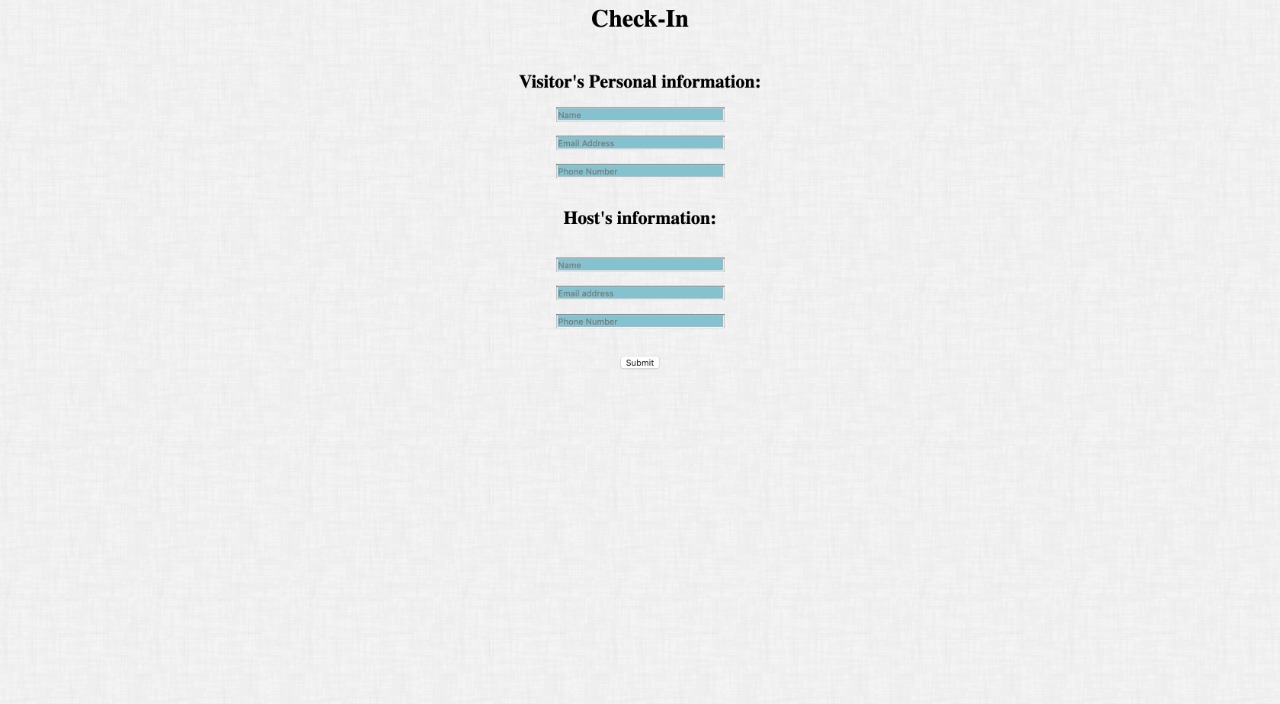 Check-In
Visitor's Personal information:
Name
Email Address
Phone Number
Host's information:
Name
Email address
Phone Number
Submit